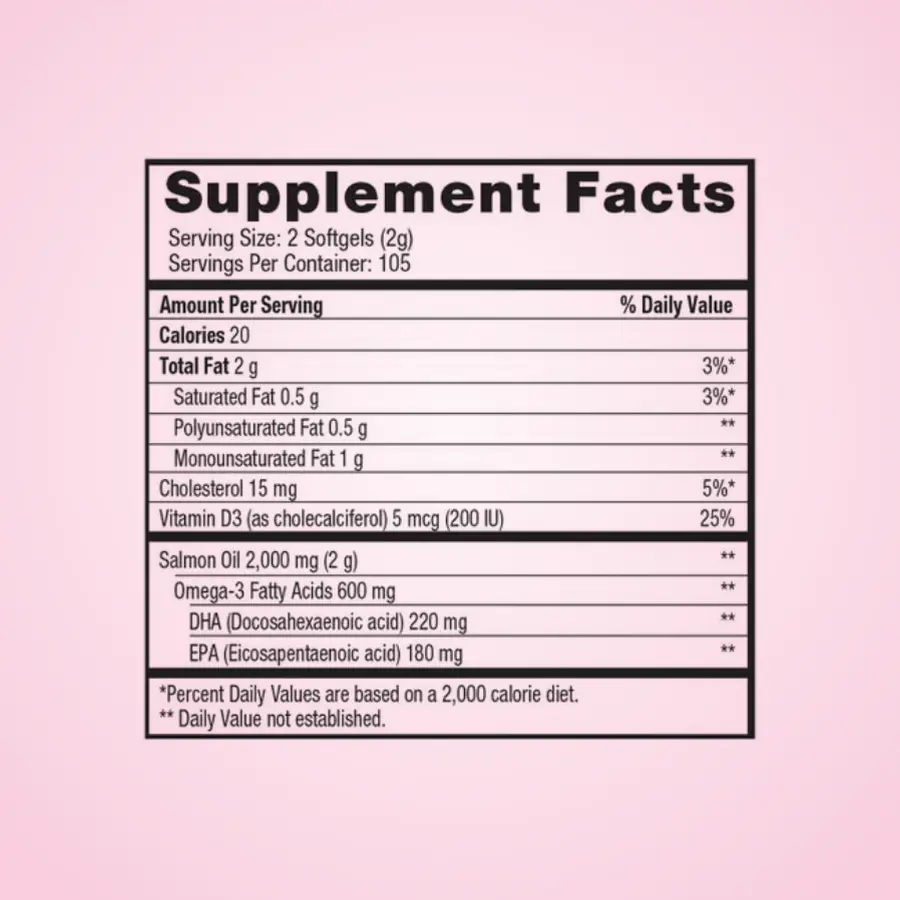 Supplement Facts
Serving Size: 2 Softgels (2g)
Servings Per Container: 105
Amount Per Serving % Daily Value
Calories 20
Total Fat 2 g 3%*
Saturated Fat 0.5 g 3%*
Polyunsaturated Fat 0.5 g **
Monounsaturated Fat 1 g **
Cholesterol 15 mg 5%*
Vitamin D3 (as cholecalciferol) 5 mcg (200 IU) 25%
Salmon Oil 2,000 mg (2 g) **
Omega-3 Fatty Acids 600 mg **
DHA (Docosahexaenoic acid) 220 mg **
EPA (Eicosapentaenoic acid) 180 mg **
*Percent Daily Values are based on a 2,000 calorie diet.
** Daily Value not established.